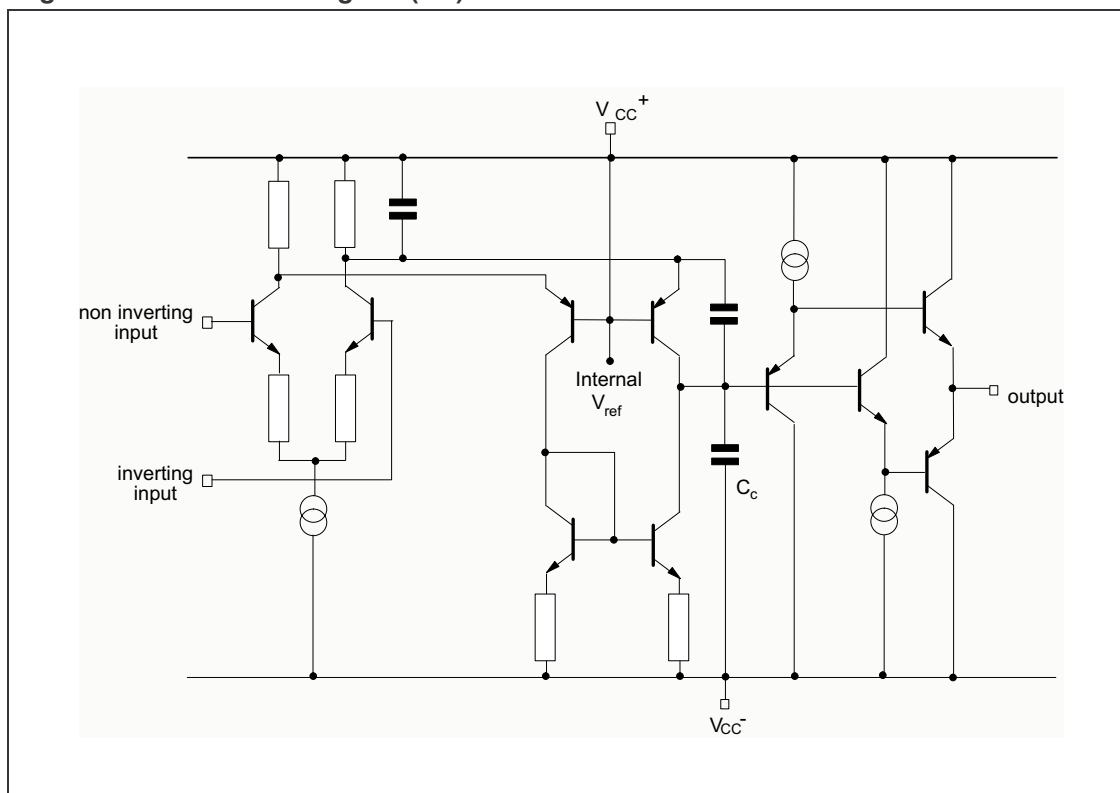 V CC +
non inverting
input
Internal
Vref
output
inverting
input
Cc
VCC-